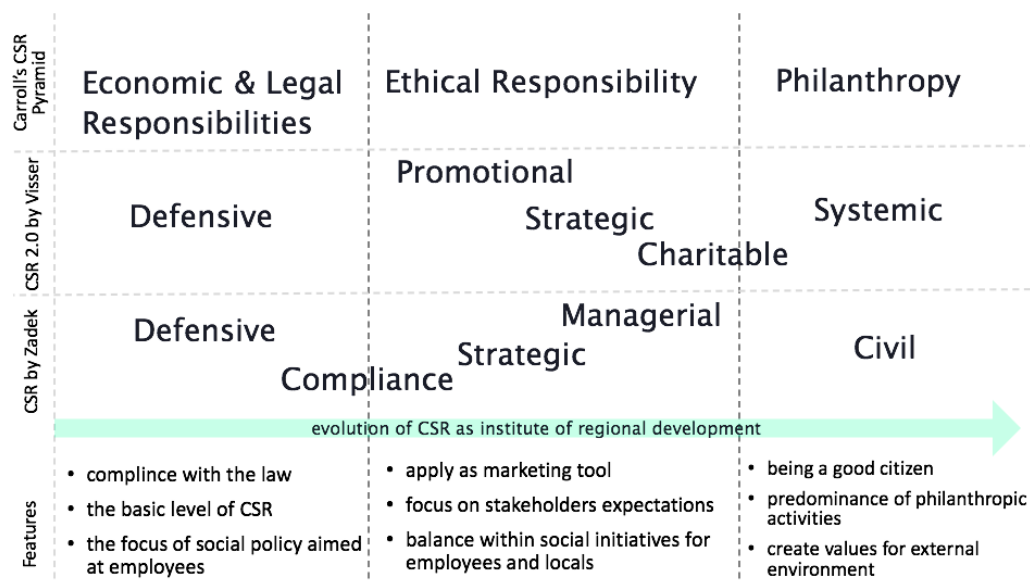 Carroll's CSR
Pyramid
Economic & Legal
Responsibilities
Ethical Responsibility
Philanthropy
CSR 2.0 by Visser
Defensive
Promotional
Strategic
Charitable
Systemic
CSR by Zadek
Defensive
Compliance
Strategic
Managerial
Civil
evolution of CSR as institute of regional development
Features
• complince with the law
• the basic level of CSR
• the focus of social policy aimed
at employees
• apply as marketing tool
• focus on stakeholders expectations
• balance within social initiatives for
employees and locals
• being a good citizen
• predominance of philanthropic
activities
• create values for external
environment